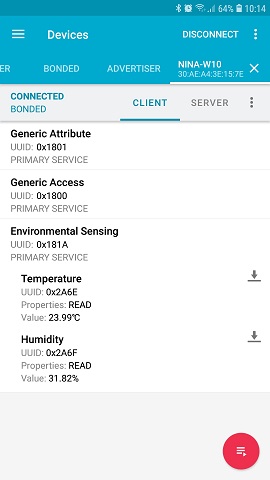 64% 10:14
Devices
DISCONNECT
ER
BONDED
ADVERTISER
NINA-W10
30:AE:A4:3E:15:7E
CONNECTED
BONDED
CLIENT
SERVER
Generic Attribute
UUID: 0x1801
PRIMARY SERVICE
Generic Access
UUID: 0x1800
PRIMARY SERVICE
Environmental Sensing
UUID: 0x181A
PRIMARY SERVICE
Temperature
UUID: 0x2A6E
Properties: READ
Value: 23.99°C
Humidity
UUID: 0x2A6F
Properties: READ
Value: 31.82%